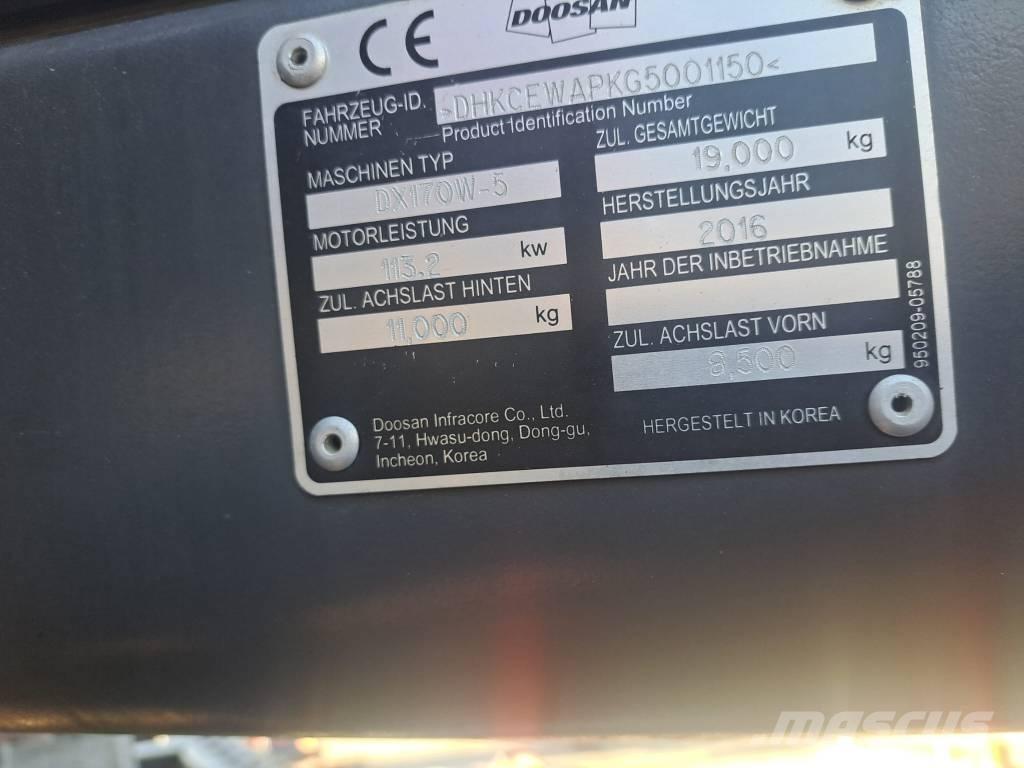 CE
DOOSAN
FAHRZEUG-ID. NUMMER
>DHKCEWAPKG5001150<
Product Identification Number
MASCHINEN TYP
DX170W-5
MOTORLEISTUNG
113,2 kw
ZUL. ACHSLAST HINTEN
11,000 kg
ZUL. GESAMTGEWICHT
19,000 kg
HERSTELLUNGSJAHR
2016
JAHR DER INBETRIEBNAHME
ZUL. ACHSLAST VORN
8,500 kg
950209-05788
Doosan Infracore Co., Ltd.
7-11, Hwasu-dong, Dong-gu,
Incheon, Korea
HERGESTELT IN KOREA
MASCUS